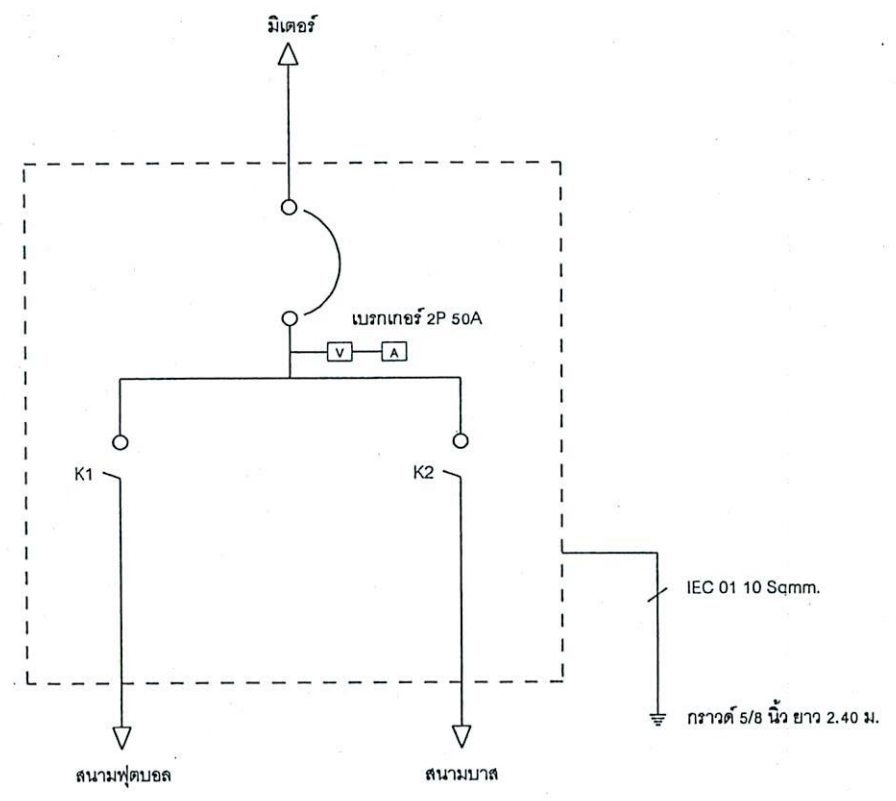 มิเตอร์
เบรกเกอร์ 2P 50A
V A
K1
K2
IEC 01 10 Sqmm.
กราวด์ 5/8 นิ้ว ยาว 2.40 ม.
สนามฟุตบอล
สนามบาส